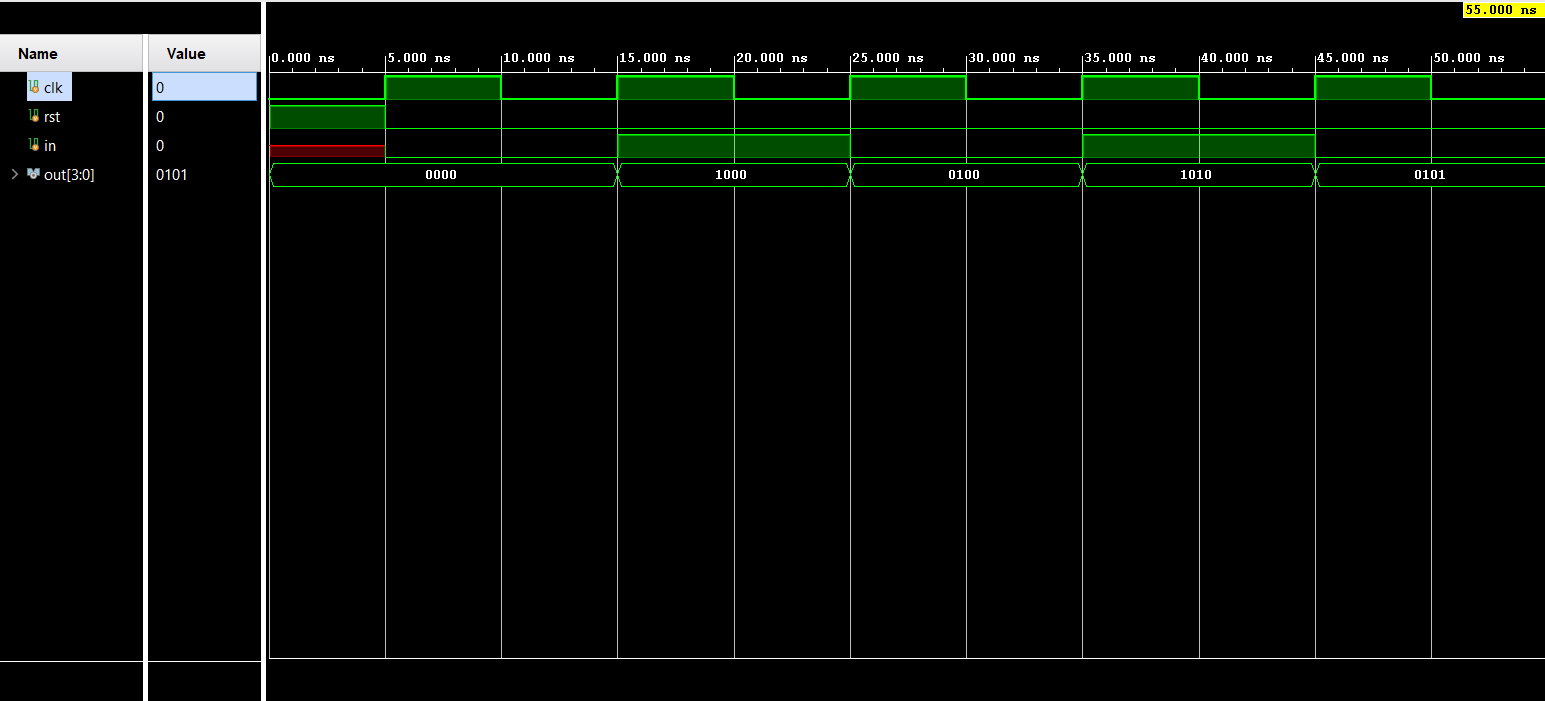 55.000 ns
Name Value
0.000 ns 5.000 ns 10.000 ns 15.000 ns 20.000 ns 25.000 ns 30.000 ns 35.000 ns 40.000 ns 45.000 ns 50.000 ns
clk 0
rst 0
in 0
out[3:0] 0101 0000 1000 0100 1010 0101